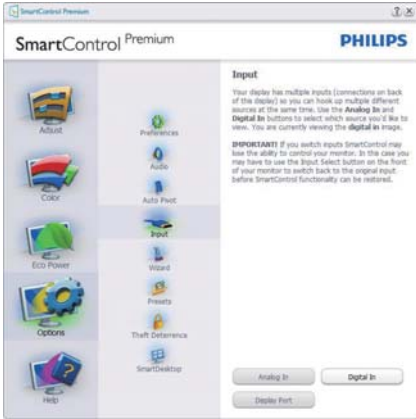 SmartControl Premium
SmartControl Premium
PHILIPS
Adjust
Color
Eco Power
Options
Help
Preferences
Audio
Auto Pivot
Input
Wizard
Presets
Theft Deterrence
SmartDesktop
Input
Your display has multiple inputs (connections on back
of this display) so you can hook up multiple different
sources at the same time. Use the Analog In and
Digital In buttons to select which source you'd like to
view. You are currently viewing the digital in image.
IMPORTANT! If you switch inputs SmartControl may
lose the ability to control your monitor. In this case you
may have to use the Input Select button on the front
of your monitor to switch back to the original input
before SmartControl functionality can be restored.
Analog In
Digital In
Display Port